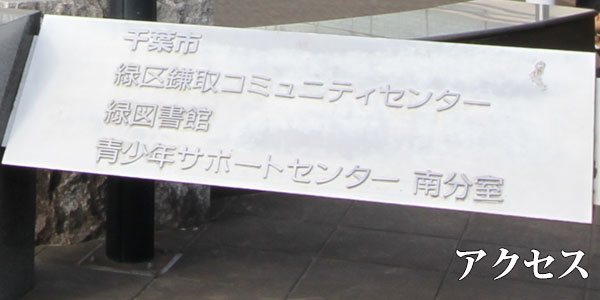 千葉市
緑区鎌取コミュニティセンター
緑図書館
青少年サポートセンター 南分室
アクセス